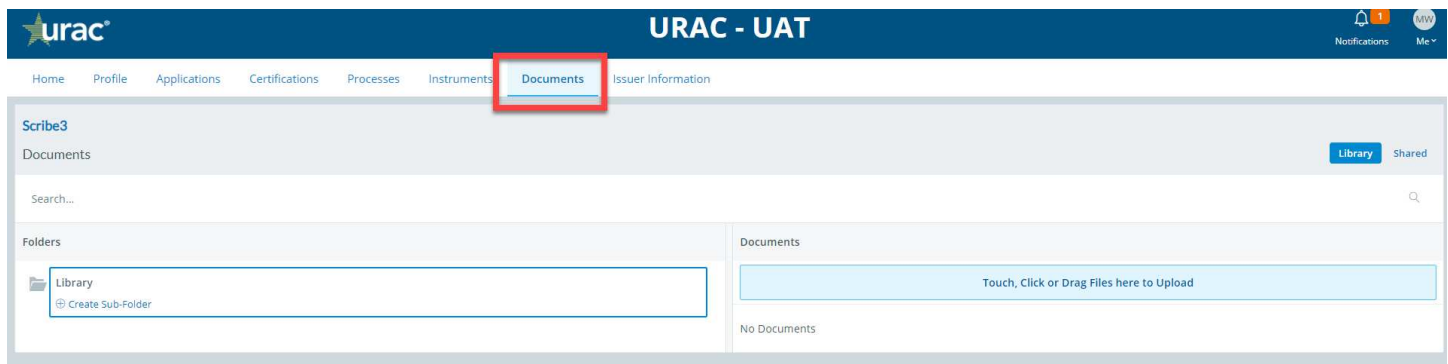 urac®
URAC - UAT
1
MW
Notifications
Me
Home Profile Applications Certifications Processes Instruments Documents Issuer Information
Scribe3
Documents
Library Shared
Search...
Folders
Documents
Library
Create Sub-Folder
Touch, Click or Drag Files here to Upload
No Documents